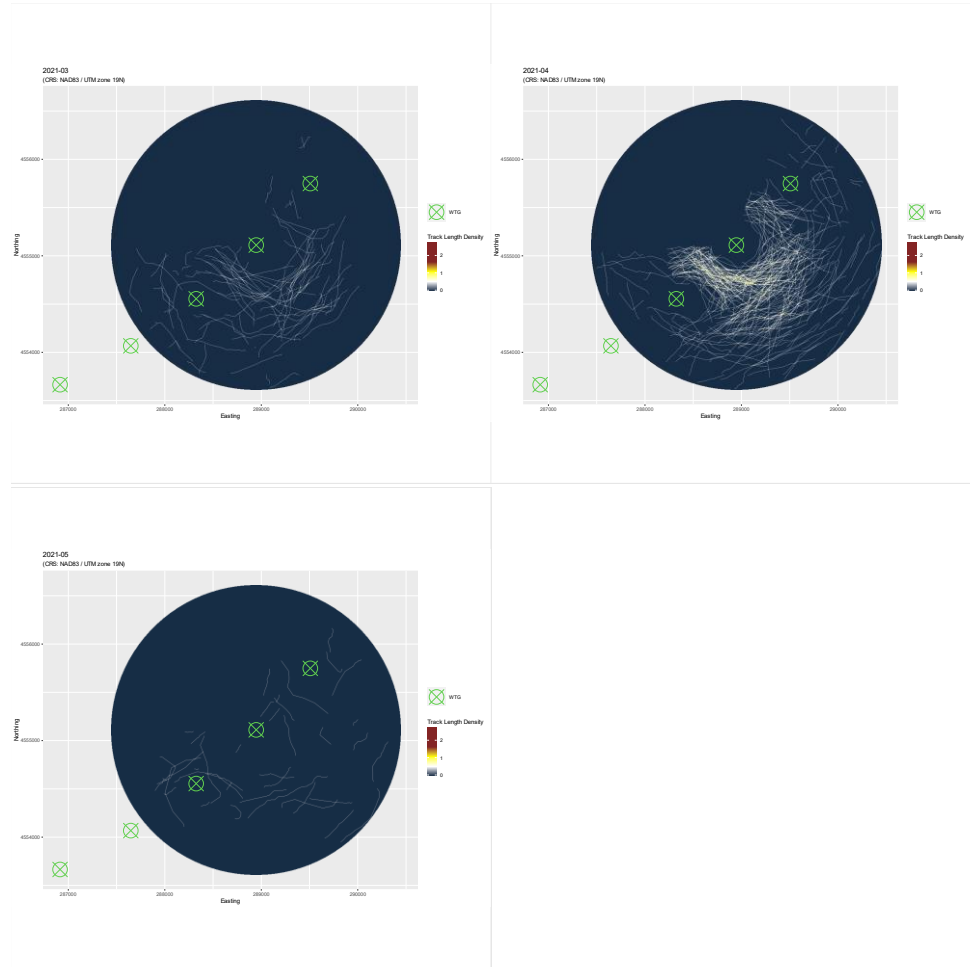 2021-03
(CRS: NAD83 / UTM zone 19N)
4556000
4555000
4554000
Northing
287000 288000 289000 290000
Easting
WTG
Track Length Density
2
1
0
2021-04
(CRS: NAD83 / UTM zone 19N)
4556000
4555000
4554000
Northing
287000 288000 289000 290000
Easting
WTG
Track Length Density
2
1
0
2021-05
(CRS: NAD83 / UTM zone 19N)
4556000
4555000
4554000
Northing
287000 288000 289000 290000
Easting
WTG
Track Length Density
2
1
0